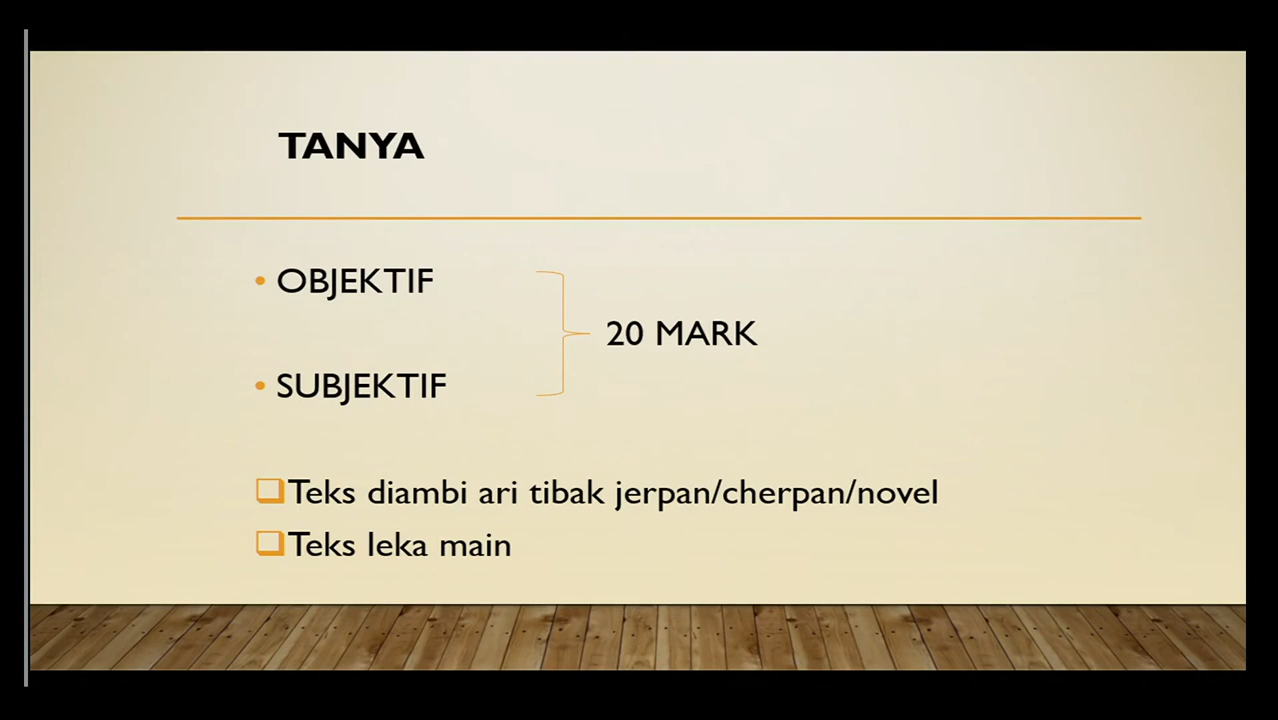 TANYA
• OBJEKTIF
20 MARK
• SUBJEKTIF
❑Teks diambi ari tibak jerpan/cherpan/novel
❑Teks leka main